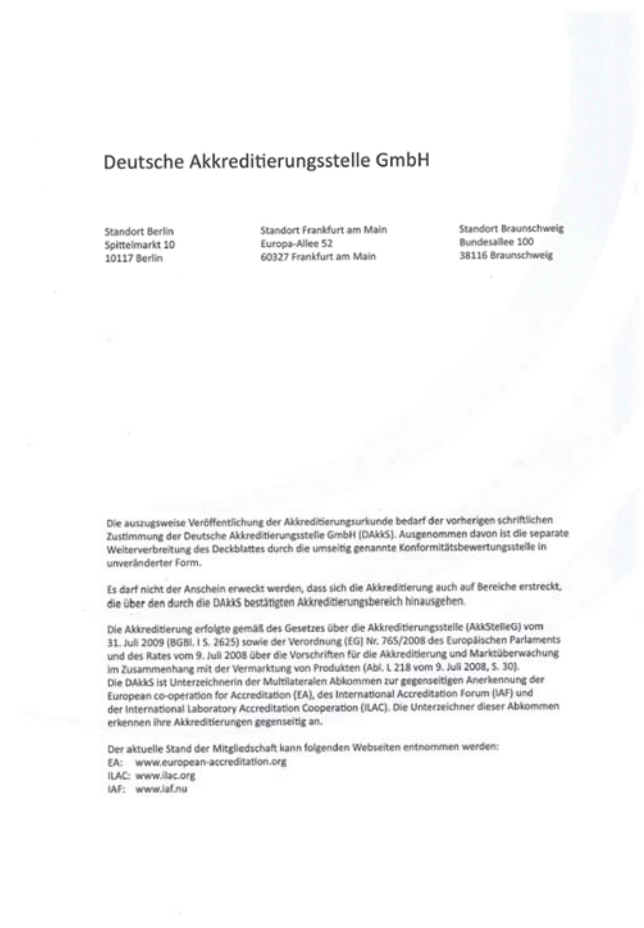 Deutsche Akkreditierungsstelle GmbH
Standort Berlin
Spittelmarkt 10
10117 Berlin
Standort Frankfurt am Main
Europa-Allee 52
60327 Frankfurt am Main
Standort Braunschweig
Bundesallee 100
38116 Braunschweig
Die auszugsweise Veröffentlichung der Akkreditierungsurkunde bedarf der vorherigen schriftlichen
Zustimmung der Deutsche Akkreditierungsstelle GmbH (DAkkS). Ausgenommen davon ist die separate
Weiterverbreitung des Deckblattes durch die umseitig genannte Konformitätsbewertungsstelle in
unveränderter Form.
Es darf nicht der Anschein erweckt werden, dass sich die Akkreditierung auch auf Bereiche erstreckt,
die über den durch die DAkkS bestätigten Akkreditierungsbereich hinausgehen.
Die Akkreditierung erfolgte gemäß des Gesetzes über die Akkreditierungsstelle (AkkStelleG) vom
31. Juli 2009 (BGBl. I S. 2625) sowie der Verordnung (EG) Nr. 765/2008 des Europäischen Parlaments
und des Rates vom 9. Juli 2008 über die Vorschriften für die Akkreditierung und Marktüberwachung
im Zusammenhang mit der Vermarktung von Produkten (Abl. L 218 vom 9. Juli 2008, S. 30).
Die DAkkS ist Unterzeichnerin der Multilateralen Abkommen zur gegenseitigen Anerkennung der
European co-operation for Accreditation (EA), des International Accreditation Forum (IAF) und
der International Laboratory Accreditation Cooperation (ILAC). Die Unterzeichner dieser Abkommen
erkennen ihre Akkreditierungen gegenseitig an.
Der aktuelle Stand der Mitgliedschaft kann folgenden Webseiten entnommen werden:
EA: www.european-accreditation.org
ILAC: www.ilac.org
IAF: www.iaf.nu